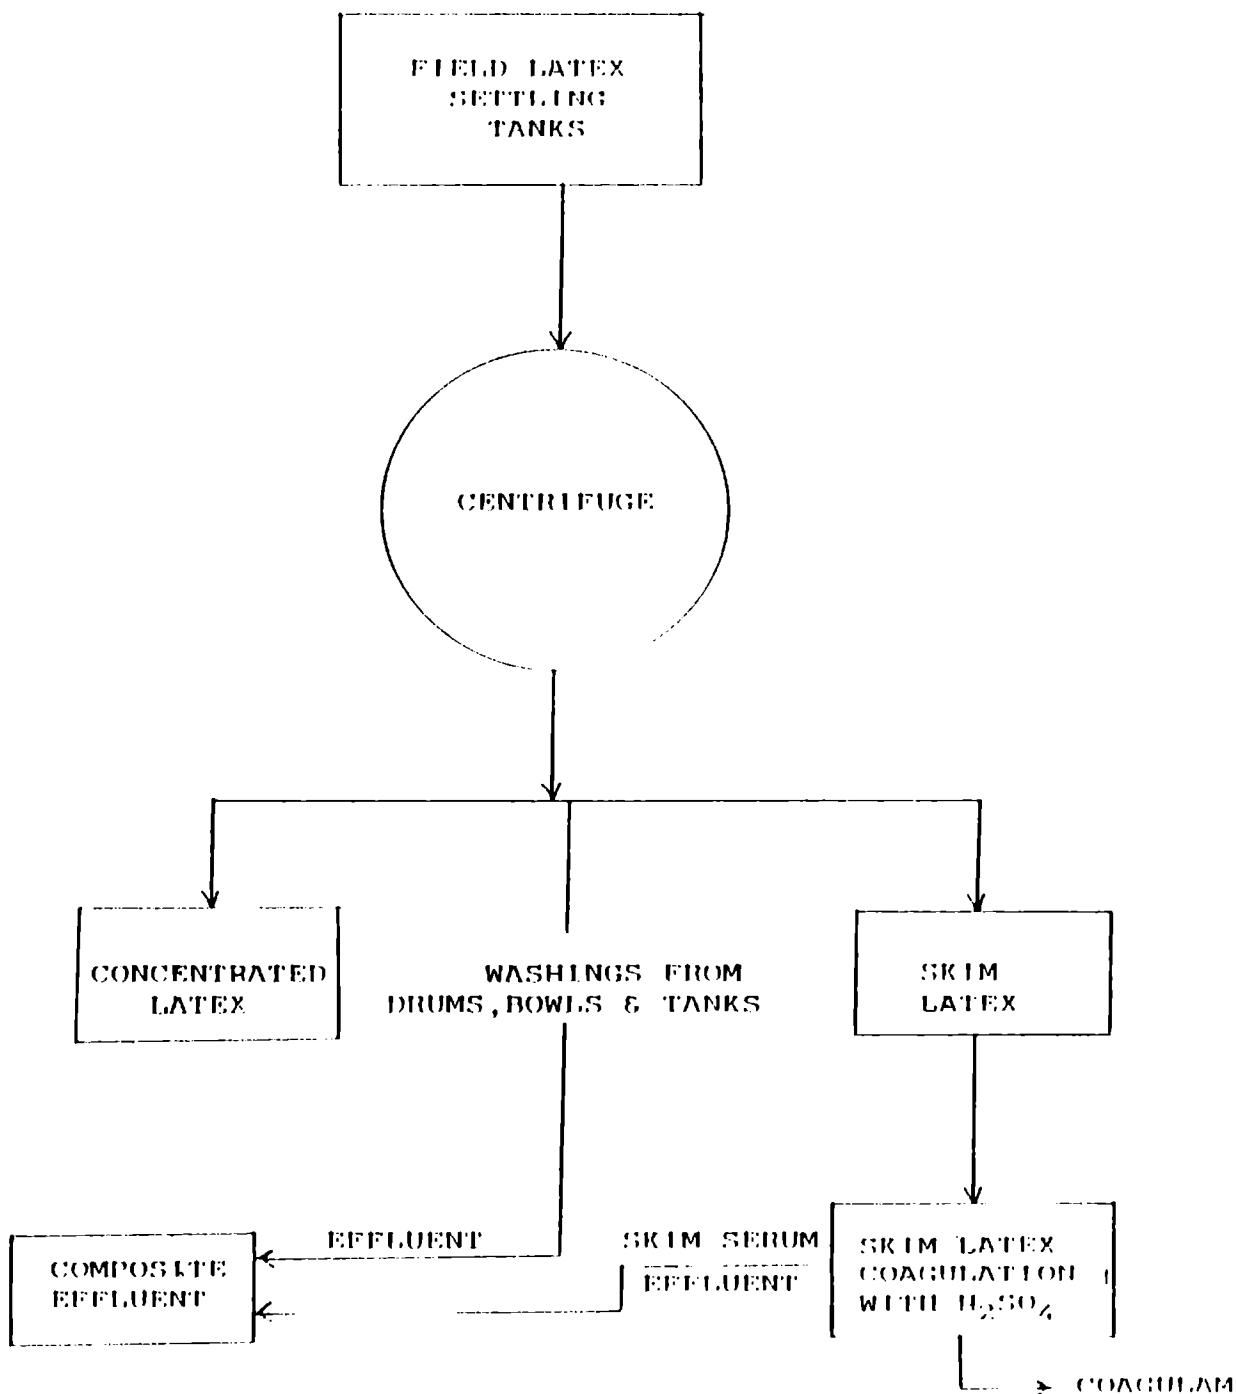 FIELD LATEX
SETTLING
TANKS
CENTRIFUGE
CONCENTRATED
LATEX
WASHINGS FROM
DRUMS,BOWLS & TANKS
SKIM
LATEX
EFFLUENT
COMPOSITE
EFFLUENT
SKIM SERUM
EFFLUENT
SKIM LATEX
COAGULATION
WITH H₂SO₄
COAGULAM